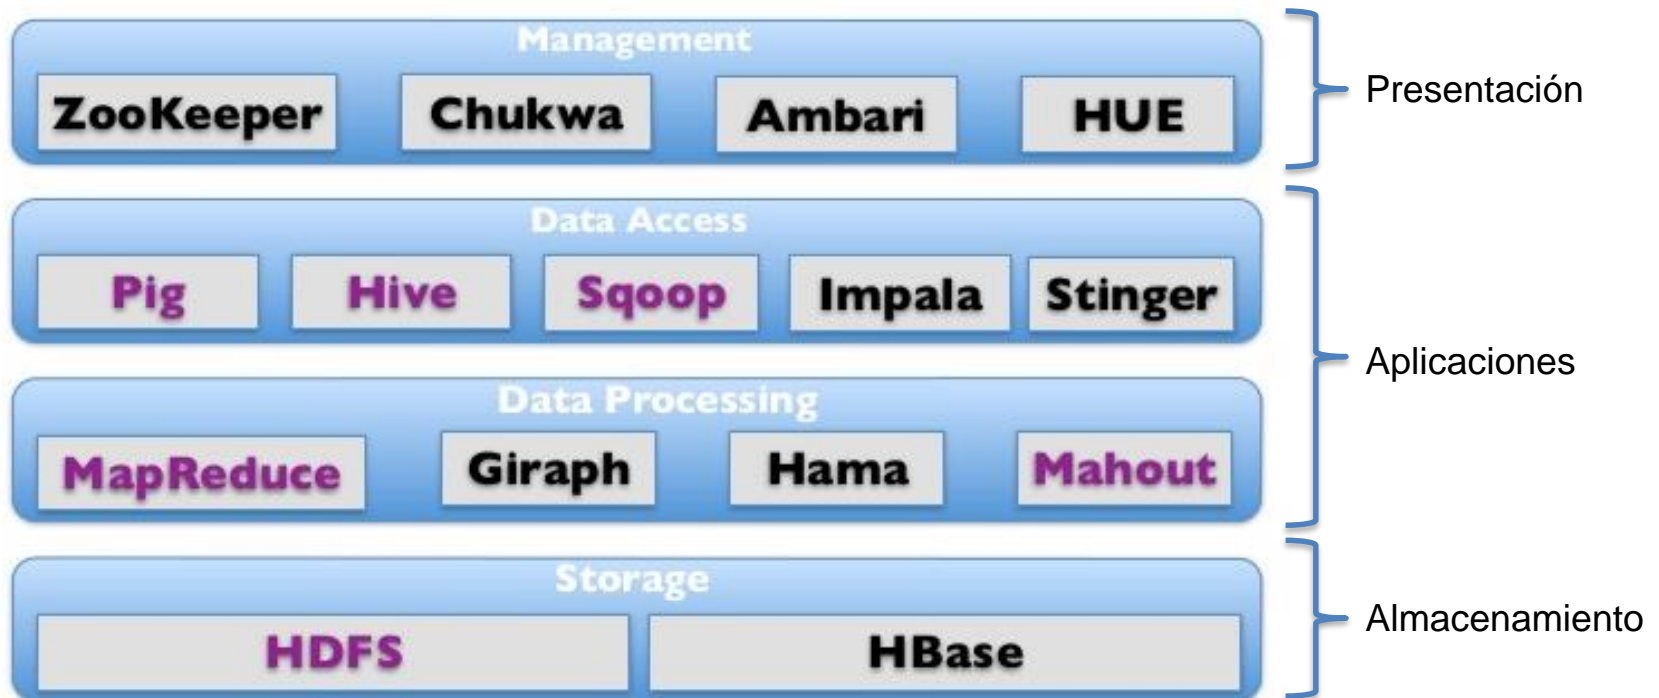 Management
ZooKeeper Chukwa Ambari HUE
Presentación
Data Access
Pig Hive Sqoop Impala Stinger
Aplicaciones
Data Processing
MapReduce Giraph Hama Mahout
Storage
HDFS HBase
Almacenamiento